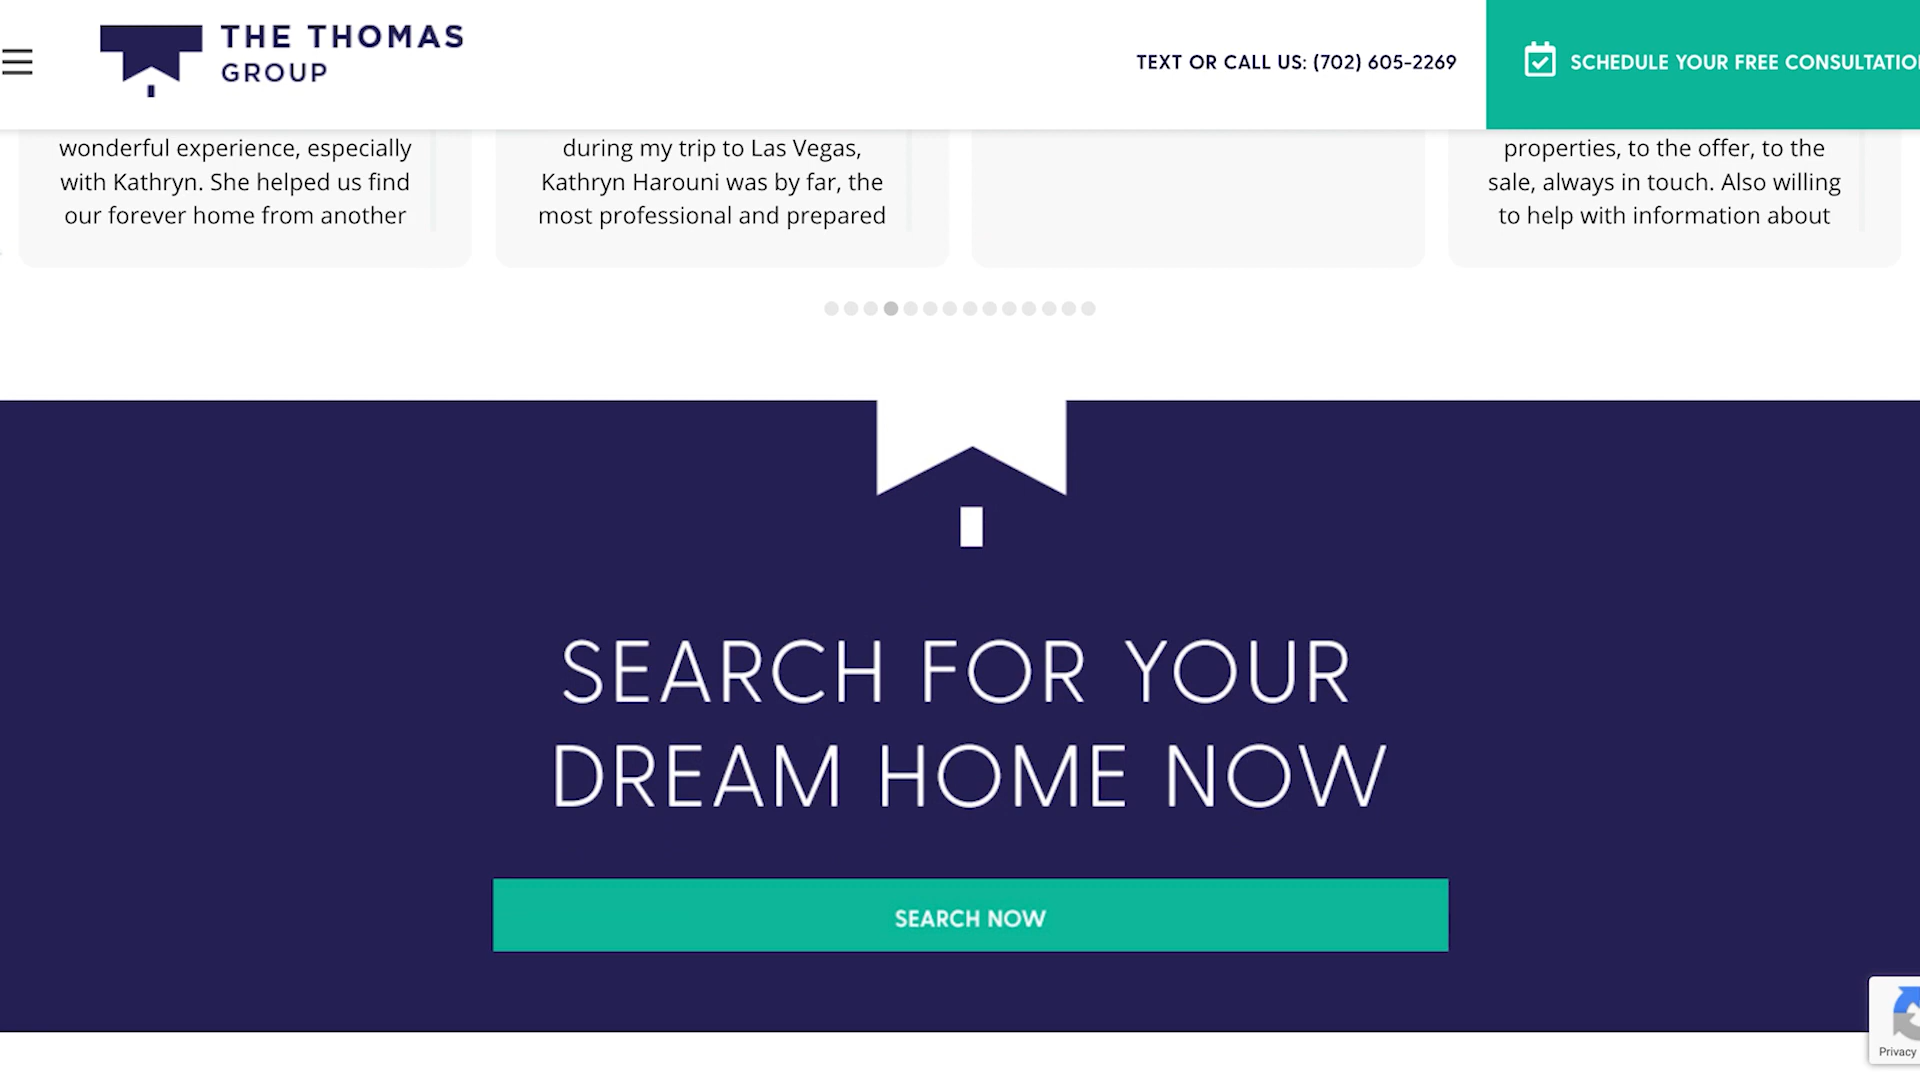 THE THOMAS
GROUP
TEXT OR CALL US: (702) 605-2269
SCHEDULE YOUR FREE CONSULTATIO
wonderful experience, especially
with Kathryn. She helped us find
our forever home from another
during my trip to Las Vegas,
Kathryn Harouni was by far, the
most professional and prepared
properties, to the offer, to the
sale, always in touch. Also willing
to help with information about
SEARCH FOR YOUR
DREAM HOME NOW
SEARCH NOW
Privacy